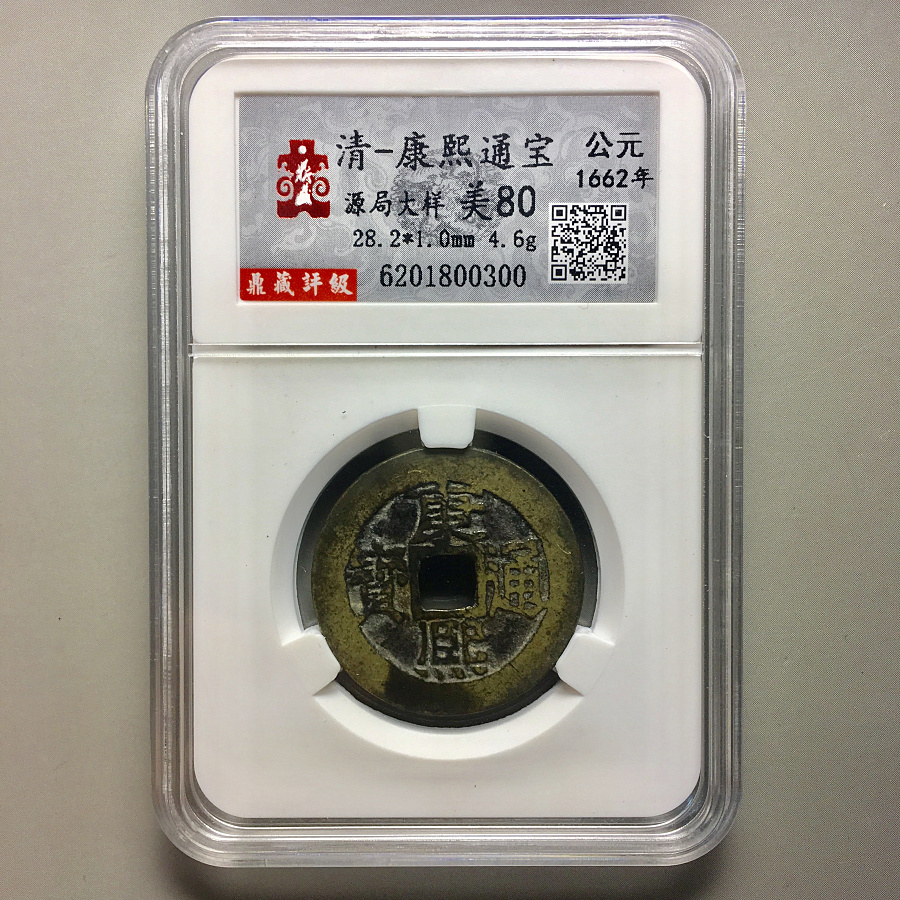 清-康熙通宝
公元
1662年
源局大样 美80
28.2*1.0mm 4.6g
鼎藏評級
6201800300
康熙通寶